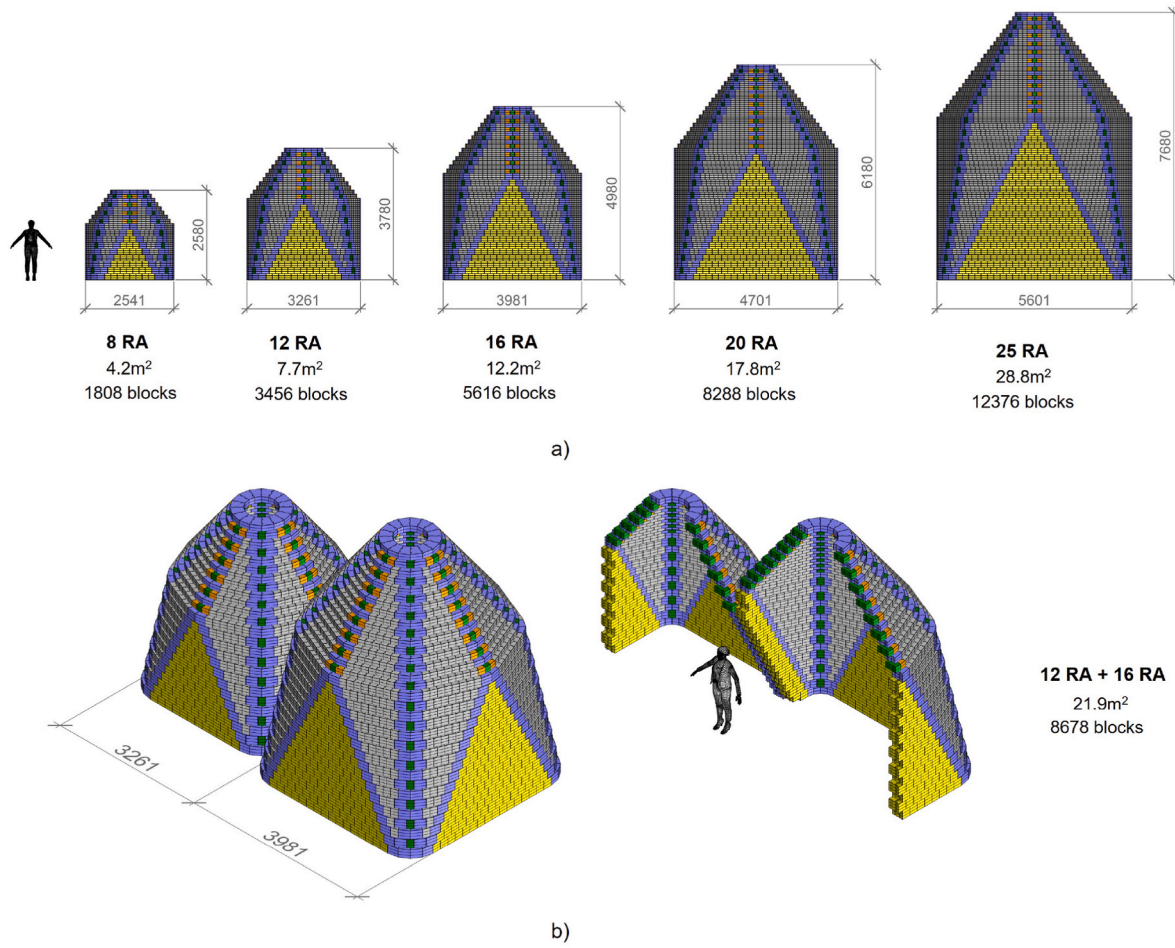 2541
2580
3261
3780
3981
4980
4701
6180
5601
7680
8 RA
4.2m²
1808 blocks
12 RA
7.7m²
3456 blocks
16 RA
12.2m²
5616 blocks
20 RA
17.8m²
8288 blocks
25 RA
28.8m²
12376 blocks
a)
3261
3981
12 RA + 16 RA
21.9m²
8678 blocks
b)